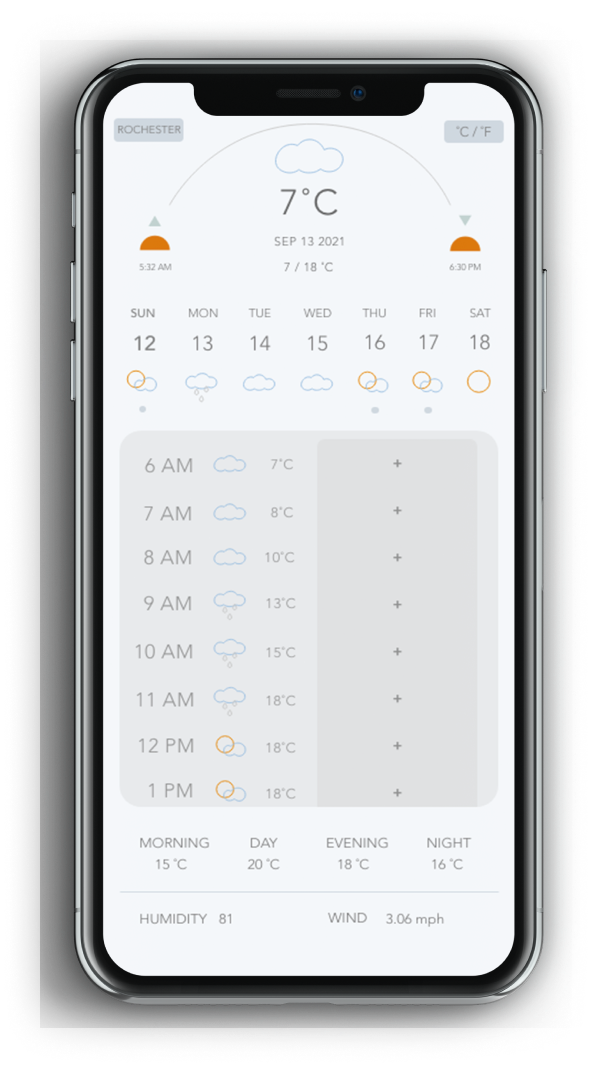 ROCHESTER
°C / °F
7°C
SEP 13 2021
7 / 18 °C
5:32 AM
6:30 PM
SUN MON TUE WED THU FRI SAT
12 13 14 15 16 17 18
6 AM 7°C +
7 AM 8°C +
8 AM 10°C +
9 AM 13°C +
10 AM 15°C +
11 AM 18°C +
12 PM 18°C +
1 PM 18°C +
MORNING DAY EVENING NIGHT
15 °C 20 °C 18 °C 16 °C
HUMIDITY 81 WIND 3.06 mph